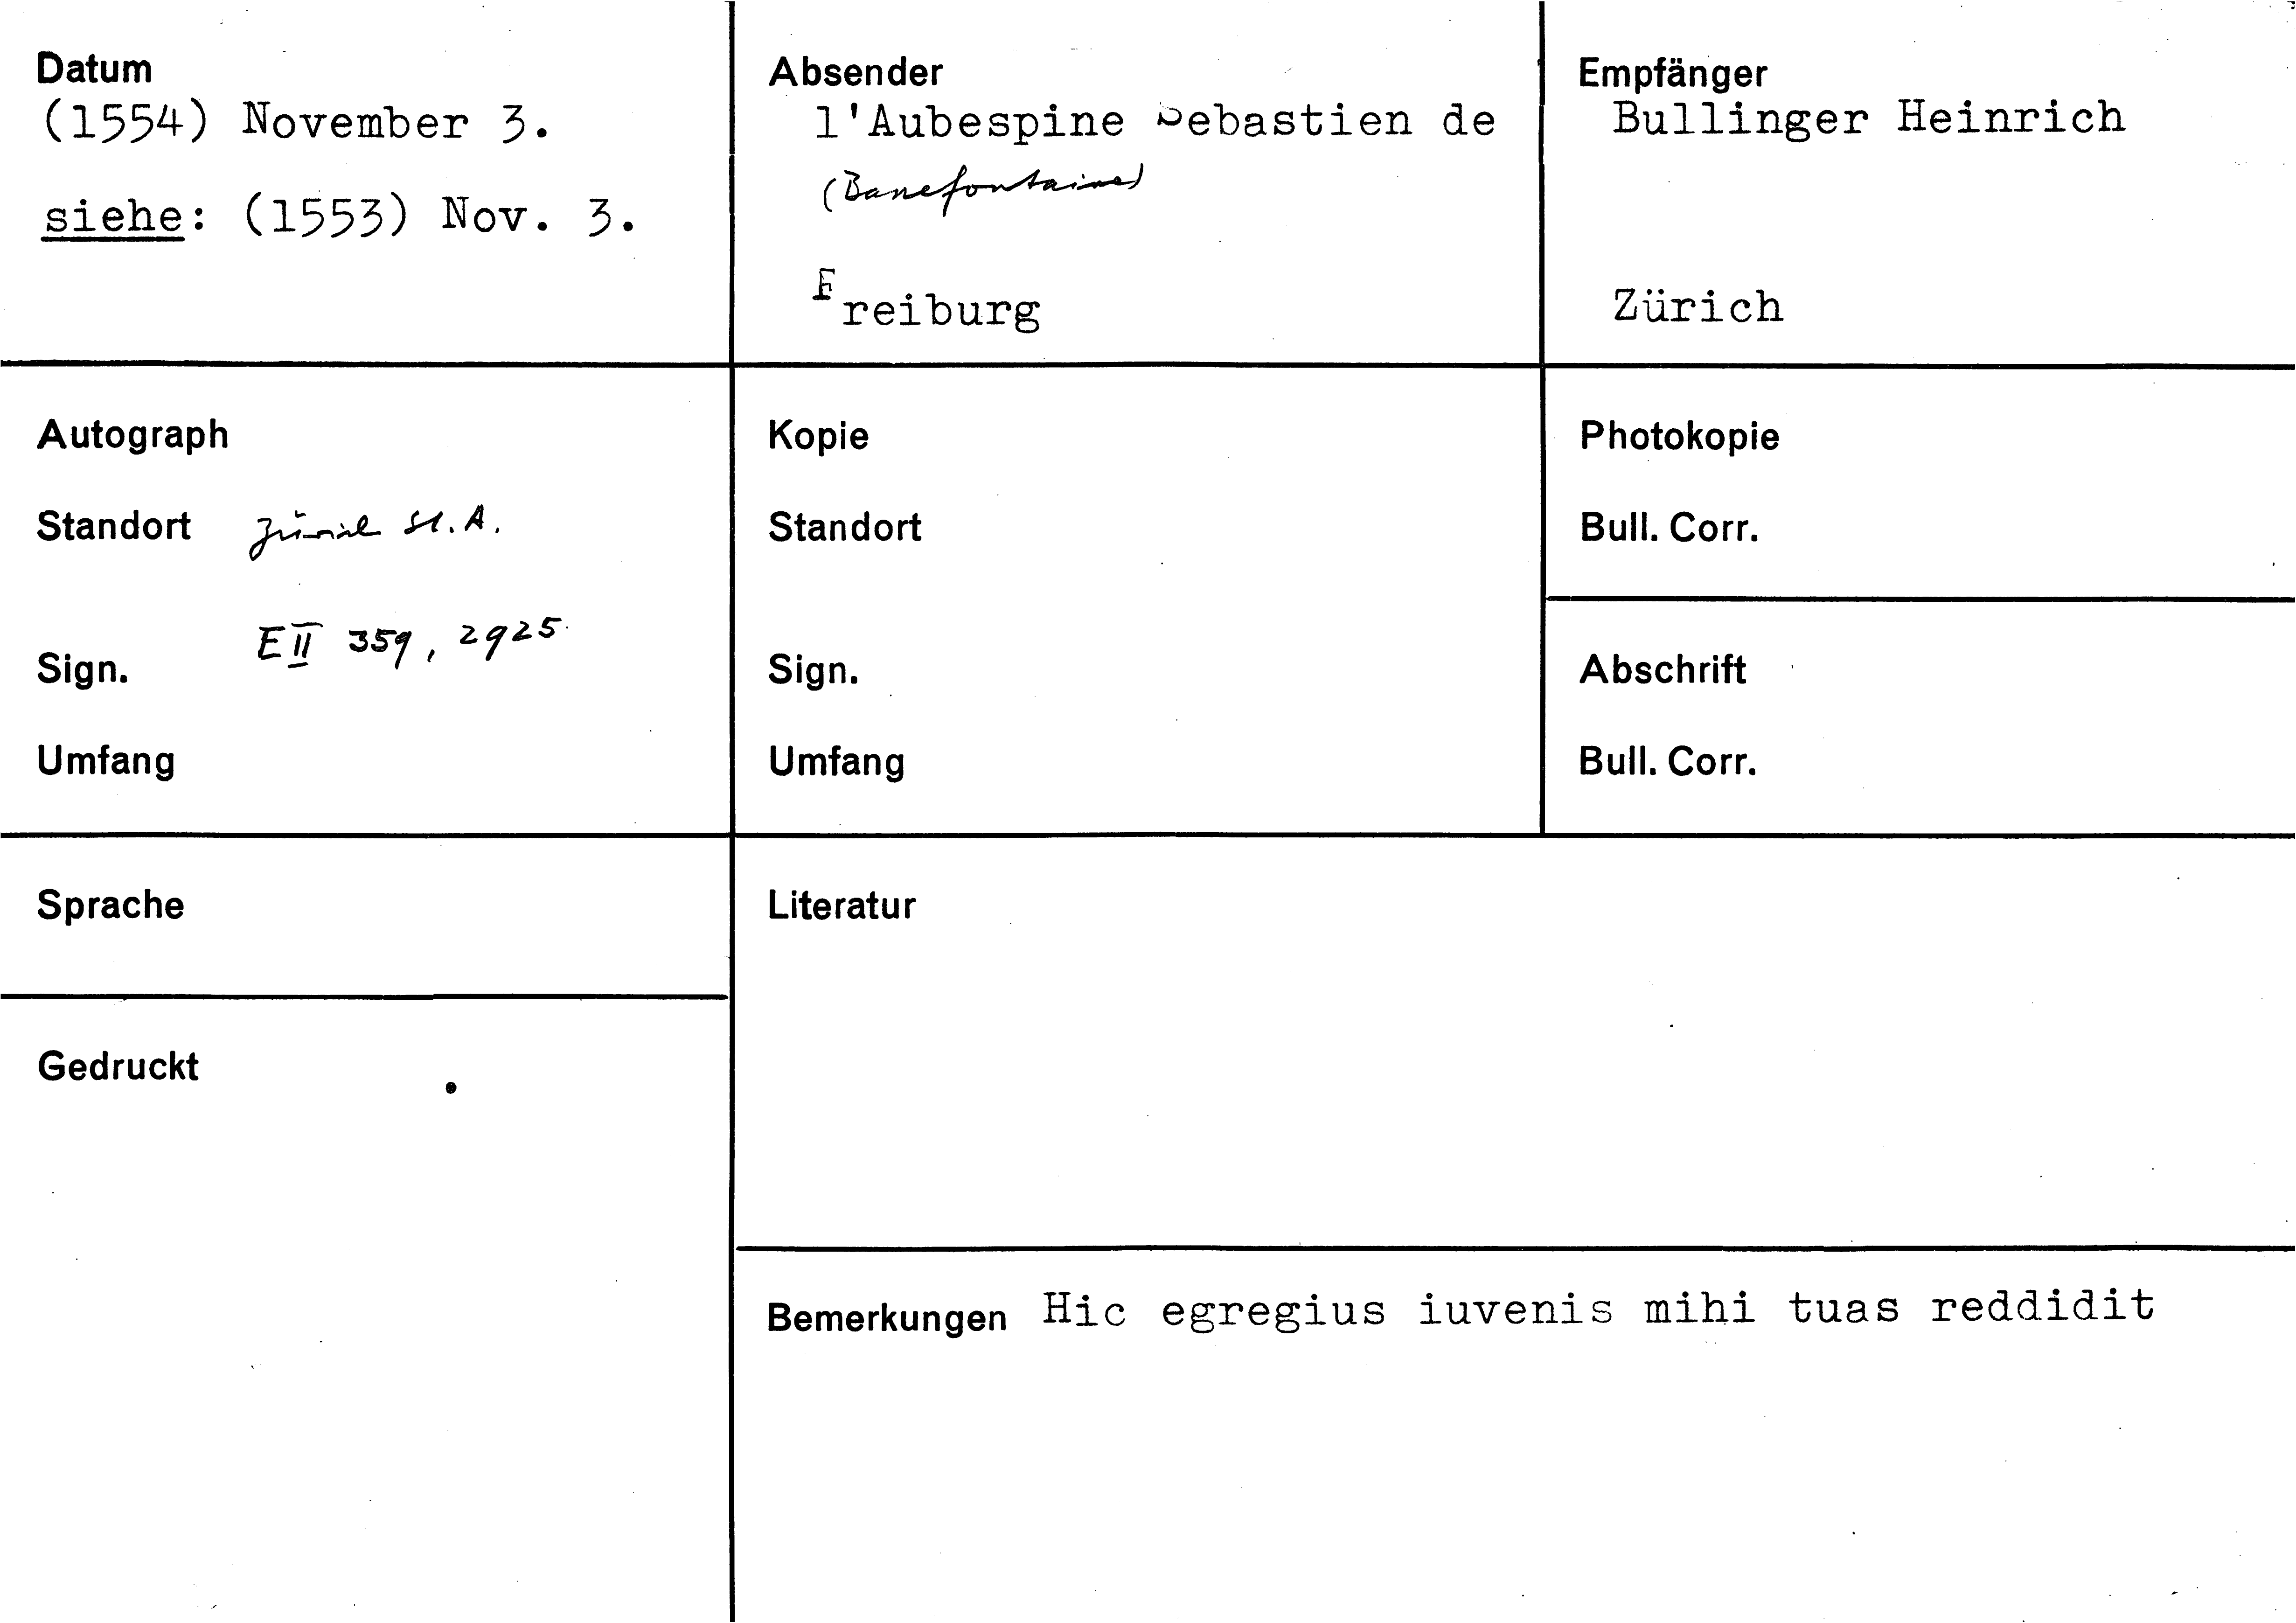 Datum
(1554) November 3.
siehe: (1553) Nov. 3.
Absender
l'Aubespine Sebastien de
(Bassefontaine)
Freiburg
Empfänger
Bullinger Heinrich
Zürich
Autograph
Standort Zürich St.A.
Sign. E II 359, 2925
Umfang
Kopie
Standort
Sign.
Umfang
Photokopie
Bull. Corr.
Abschrift
Bull. Corr.
Sprache
Gedruckt
Literatur
Bemerkungen Hic egregius iuvenis mihi tuas reddidit